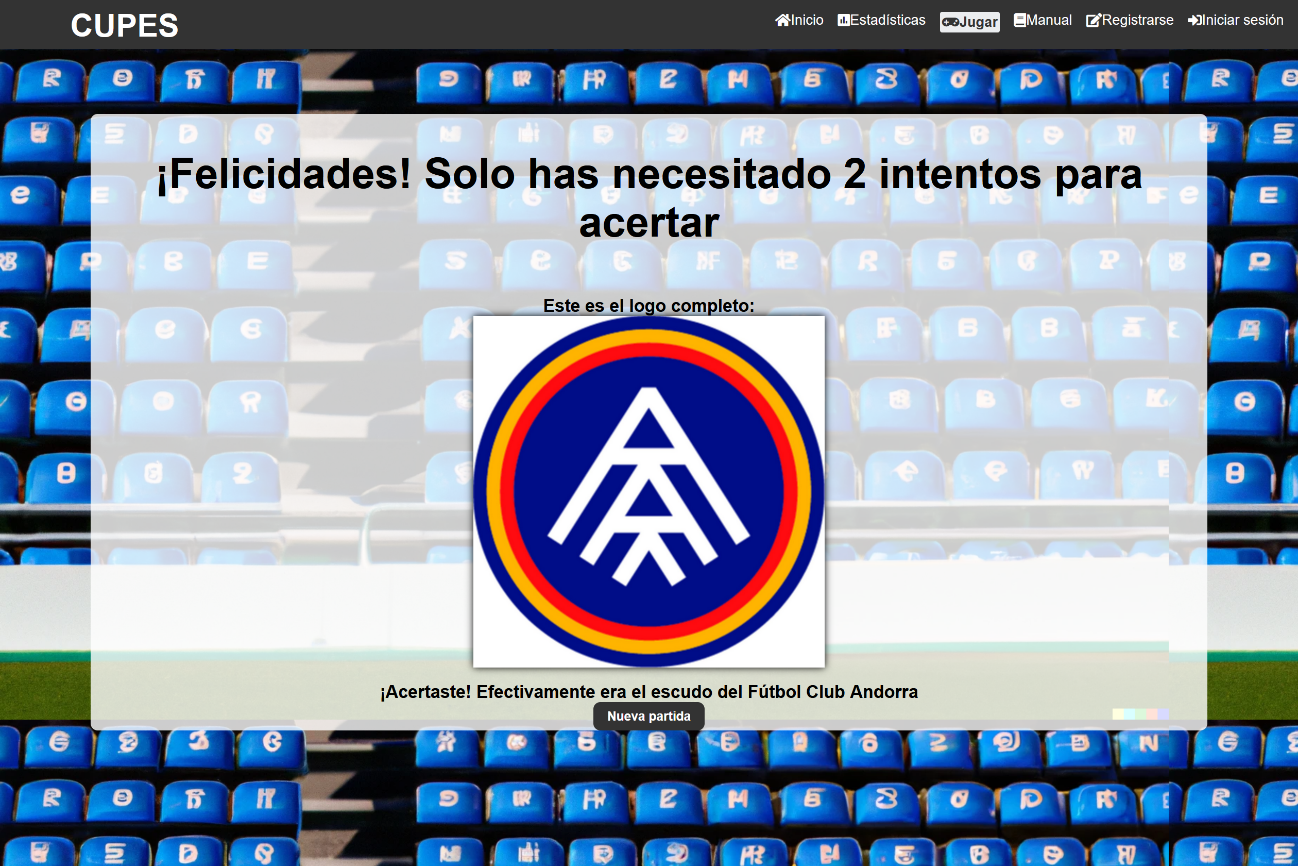 CUPES
Inicio
Estadísticas
Jugar
Manual
Registrarse
Iniciar sesión
¡Felicidades! Solo has necesitado 2 intentos para
acertar
Este es el logo completo:
¡Acertaste! Efectivamente era el escudo del Fútbol Club Andorra
Nueva partida